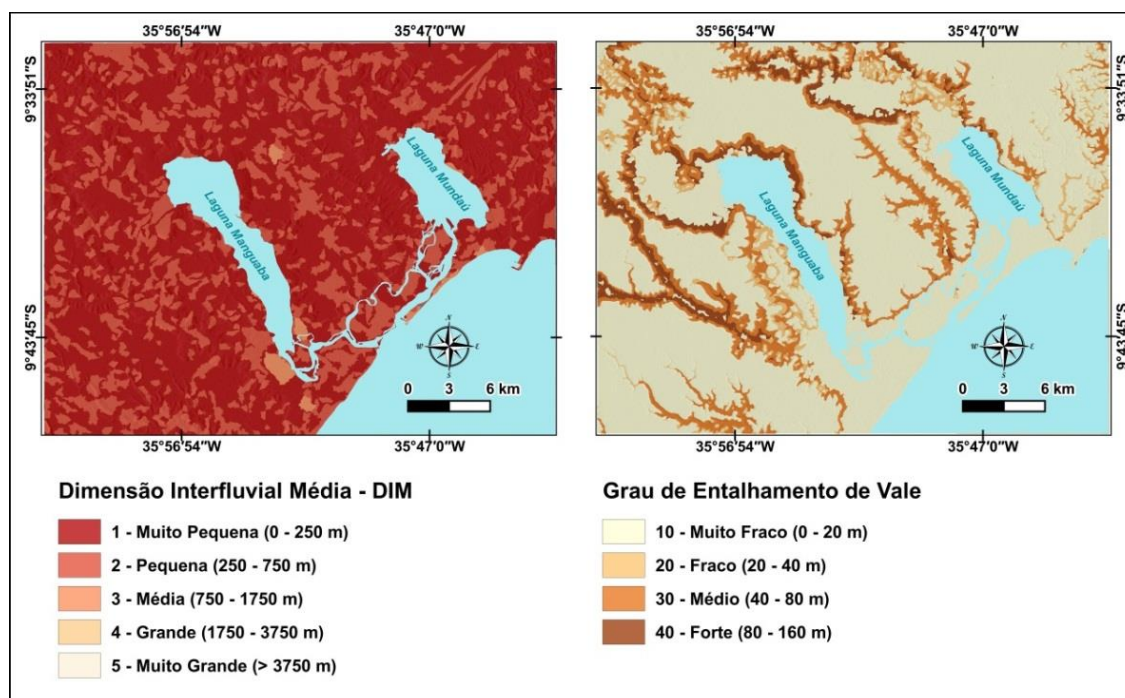 35°56'54"W 35°47'0"W
35°56'54"W 35°47'0"W
9°33'51"S
9°43'45"S
Laguna Manguaba
Laguna Mundaú
N
W E
S
0 3 6 km
35°56'54"W 35°47'0"W
Laguna Manguaba
Laguna Mundaú
9°33'51"S
9°43'45"S
N
W E
S
0 3 6 km
35°56'54"W 35°47'0"W
Dimensão Interfluvial Média - DIM
1 - Muito Pequena (0 - 250 m)
2 - Pequena (250 - 750 m)
3 - Média (750 - 1750 m)
4 - Grande (1750 - 3750 m)
5 - Muito Grande (> 3750 m)
Grau de Entalhamento de Vale
10 - Muito Fraco (0 - 20 m)
20 - Fraco (20 - 40 m)
30 - Médio (40 - 80 m)
40 - Forte (80 - 160 m)